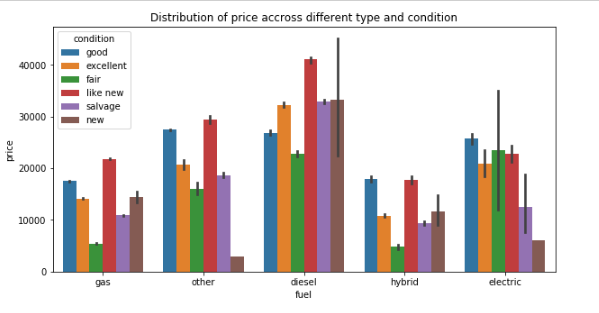 Distribution of price accross different type and condition
condition
good
excellent
fair
like new
salvage
new
40000
30000
20000
10000
0
price
gas
other
diesel
hybrid
electric
fuel